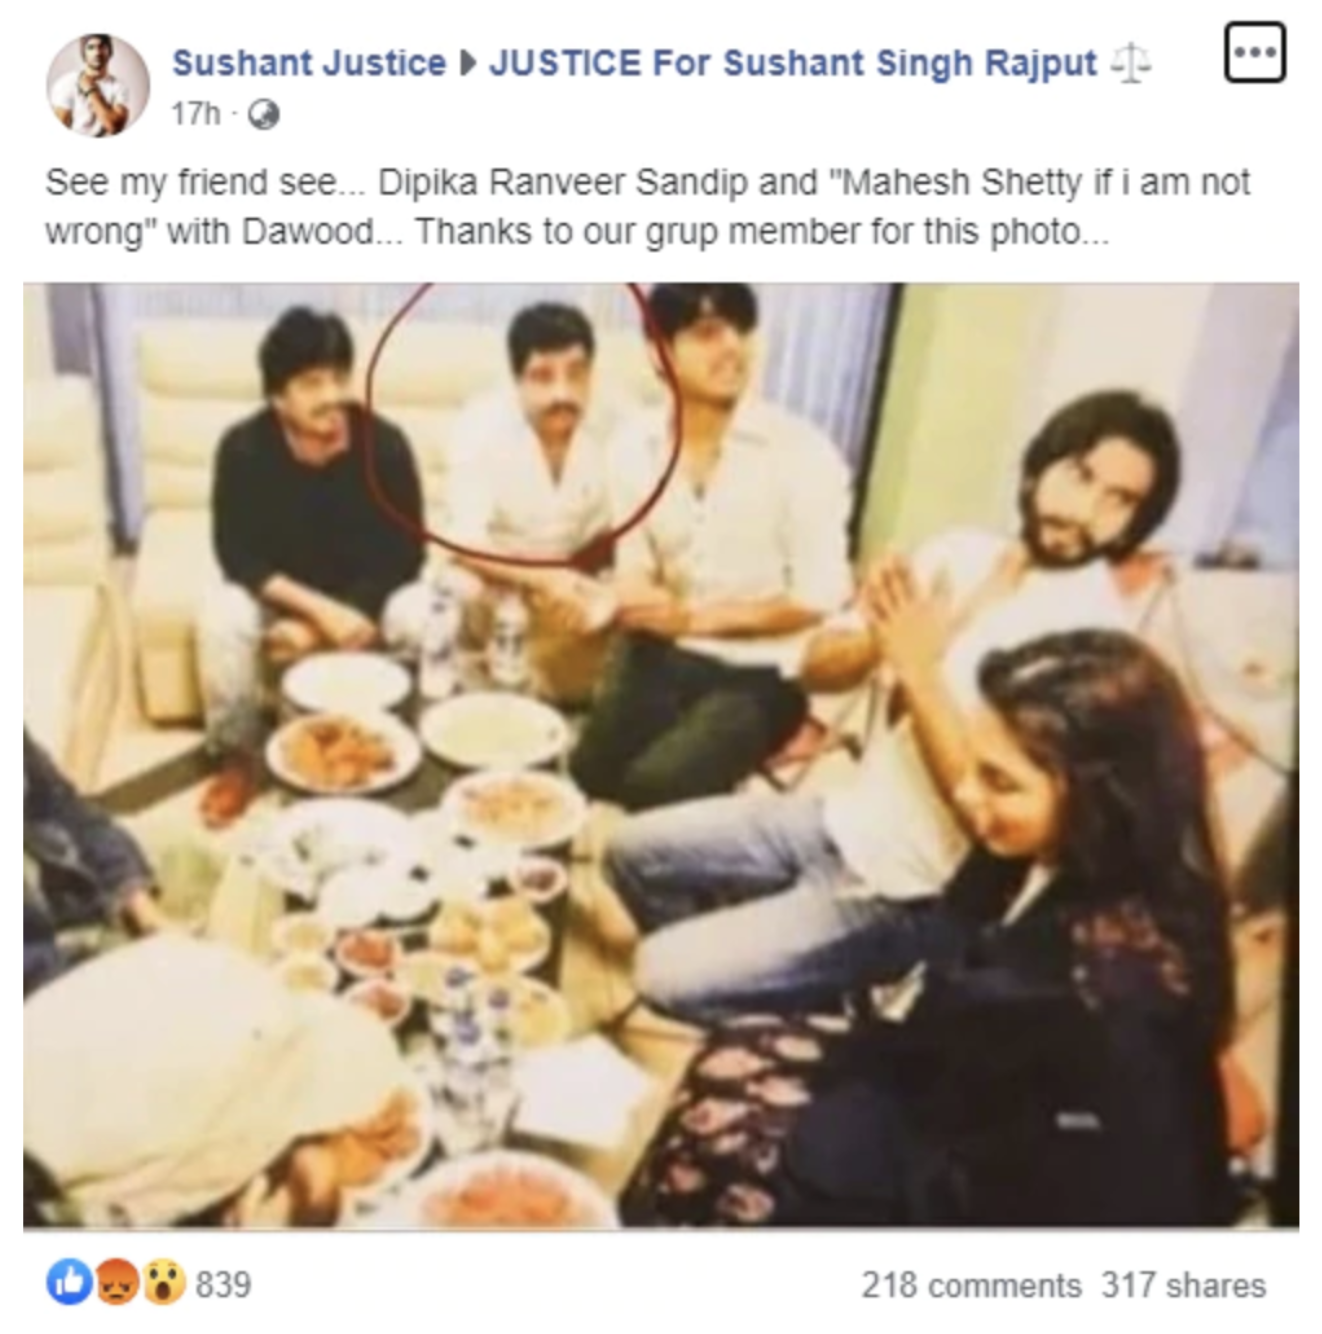 Sushant Justice ▶ JUSTICE For Sushant Singh Rajput ⚖
17h ·
See my friend see... Dipika Ranveer Sandip and "Mahesh Shetty if i am not
wrong" with Dawood... Thanks to our grup member for this photo...
839
218 comments 317 shares